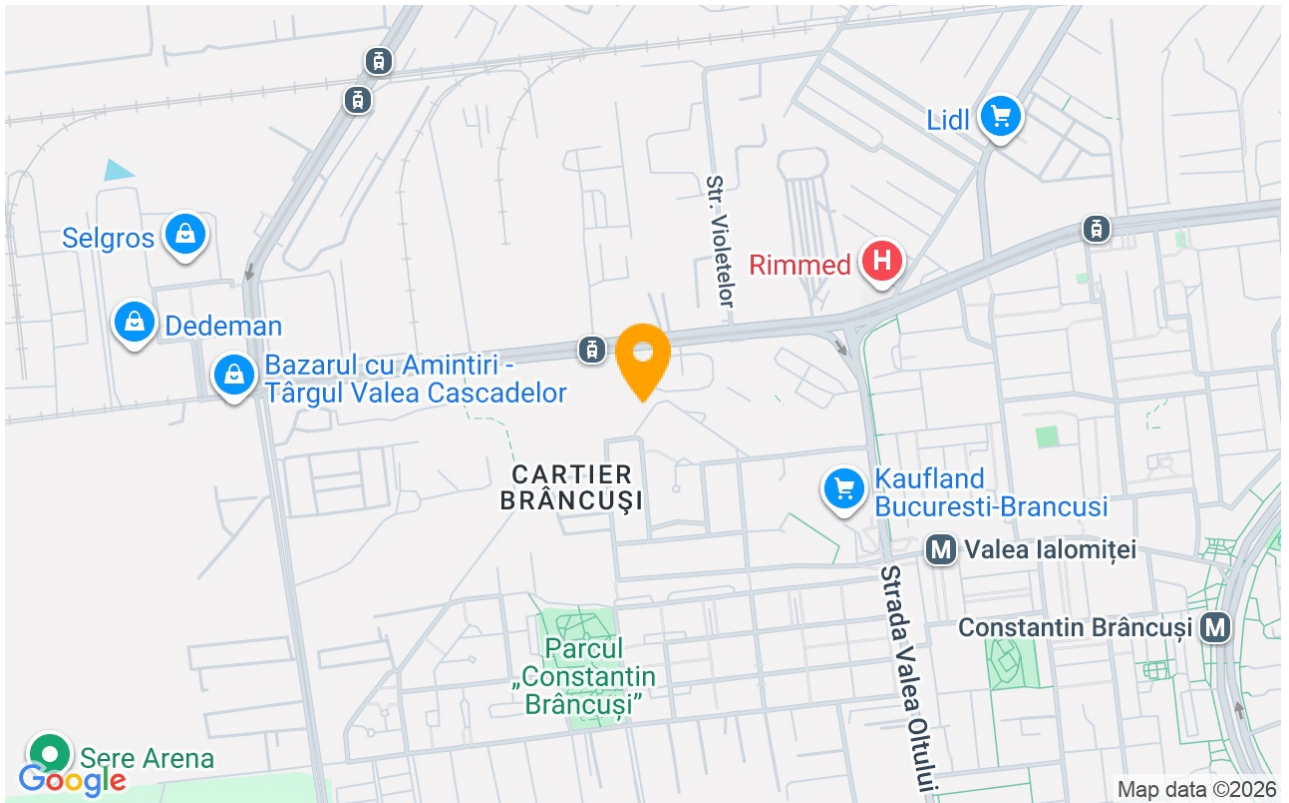 Lidl
Str. Violetelor
Selgros
Rimmed
H
Dedeman
Bazarul cu Amintiri -
Târgul Valea Cascadelor
CARTIER
BRÂNCUŞI
Kaufland
Bucuresti-Brancusi
M Valea Ialomiței
Strada Valea Oltului
Constantin Brâncuși M
Parcul
„Constantin
Brâncuși”
Sere Arena
Google
Map data ©2026